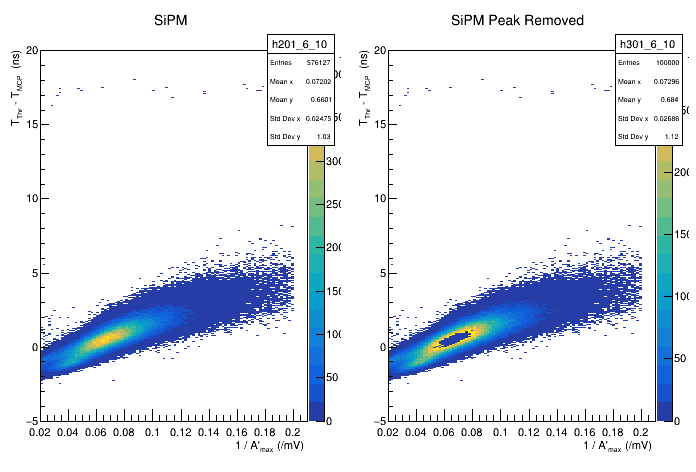 SiPM
h201_6_10
Entries 576127
Mean x 0.07202
Mean y 0.6601
Std Dev x 0.02475
Std Dev y 1.03
T_Thr - T_MCP (ns)
20
15
10
5
0
−5
0.02 0.04 0.06 0.08 0.1 0.12 0.14 0.16 0.18 0.2
1 / A'_max (/mV)
300
250
200
150
100
50
0
SiPM Peak Removed
h301_6_10
Entries 100000
Mean x 0.07296
Mean y 0.684
Std Dev x 0.02686
Std Dev y 1.12
T_Thr - T_MCP (ns)
20
15
10
5
0
−5
0.02 0.04 0.06 0.08 0.1 0.12 0.14 0.16 0.18 0.2
1 / A'_max (/mV)
200
150
100
50
0